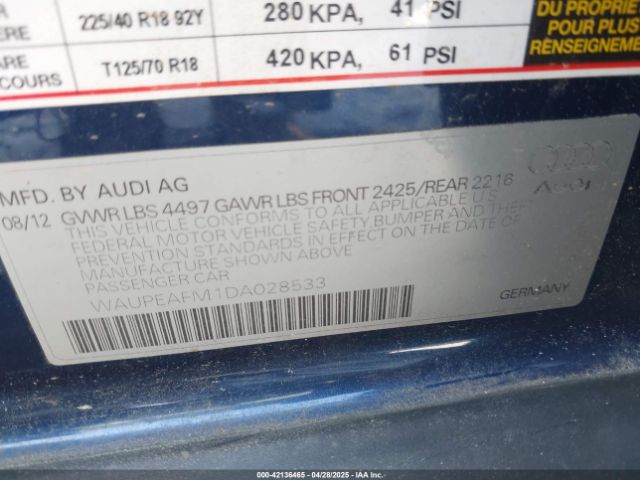 225/40 R18 92Y 280 KPA, 41 PSI
T125/70 R18 420 KPA, 61 PSI
COURS
DU PROPRIE
POUR PLUS
RENSEIGNEME
MFD. BY AUDI AG
08/12 GVWR LBS 4497 GAWR LBS FRONT 2425/REAR 2216
THIS VEHICLE CONFORMS TO ALL APPLICABLE U.S.
FEDERAL MOTOR VEHICLE SAFETY BUMPER AND THEFT
PREVENTION STANDARDS IN EFFECT ON THE DATE OF
MANUFACTURE SHOWN ABOVE
PASSENGER CAR
WAUPEAFM1DA028533
Audi
GERMANY
000-42136465 | 04/28/2025 | © IAA, Inc.